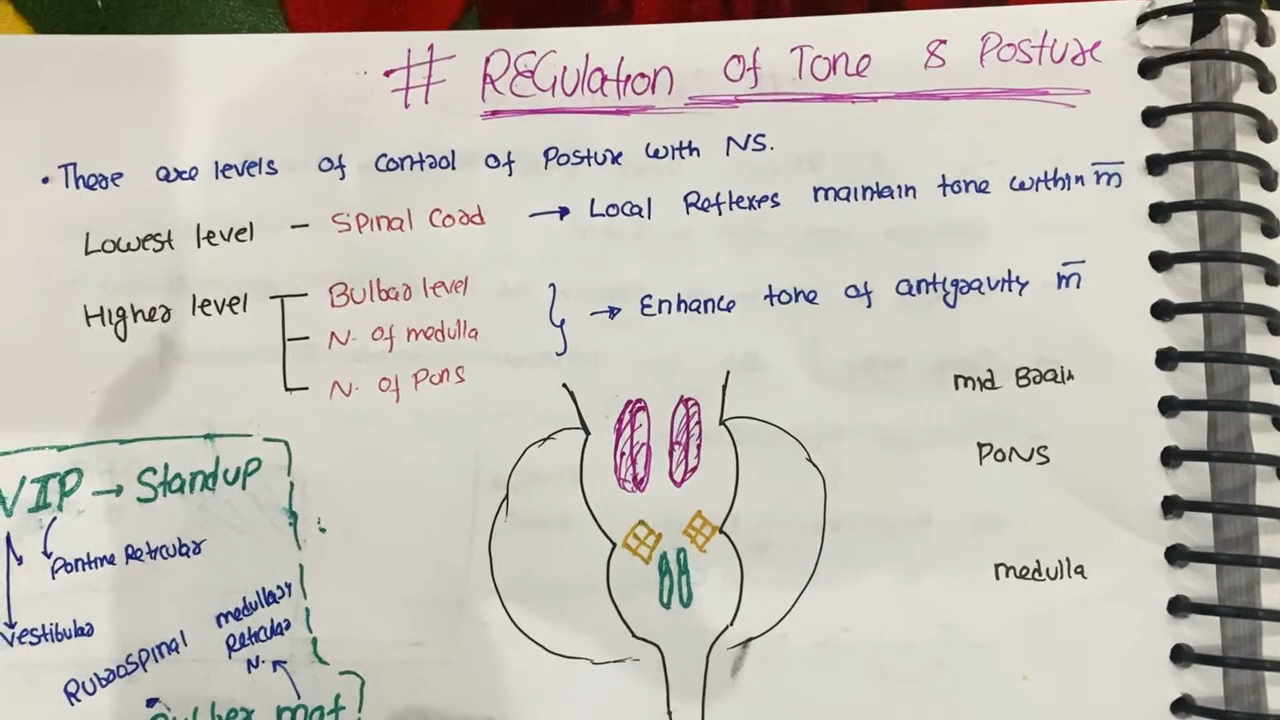 # REGulation of Tone & Posture
• There are levels of control of Posture with NS.
Lowest level – Spinal Cord → Local Reflexes maintain tone within m̅
Higher level
Bulbar level
N. of medulla
N. of Pons
} → Enhance tone of antigravity m̅
mid Brain
PONS
medulla
VIP → Standup
Pontine Reticular
Vestibular
RubroSpinal
medullary
Reticular
N.
Rubber mat